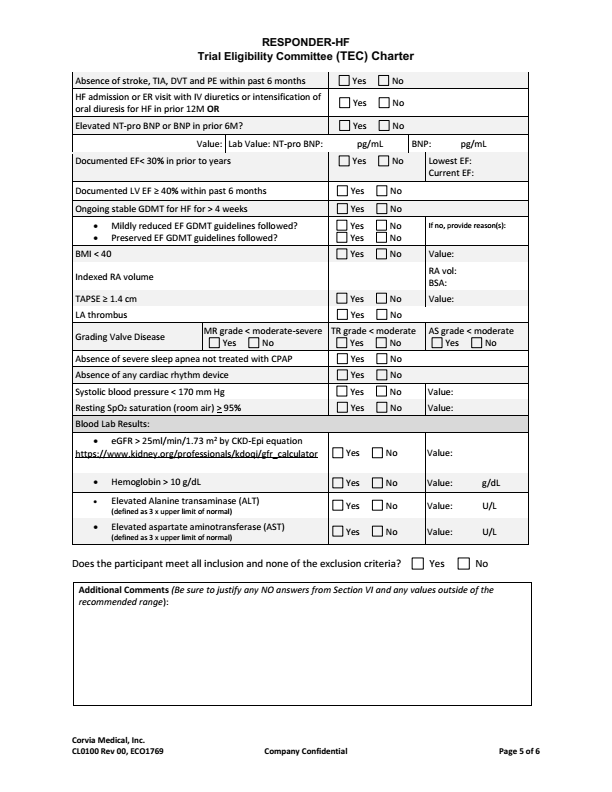 RESPONDER-HF
Trial Eligibility Committee (TEC) Charter
Absence of stroke, TIA, DVT and PE within past 6 months Yes No
HF admission or ER visit with IV diuretics or intensification of
oral diuresis for HF in prior 12M OR Yes No
Elevated NT-pro BNP or BNP in prior 6M? Yes No
Value: Lab Value: NT-pro BNP: pg/mL BNP: pg/mL
Documented EF< 30% in prior to years Yes No Lowest EF:
Current EF:
Documented LV EF ≥ 40% within past 6 months Yes No
Ongoing stable GDMT for HF for > 4 weeks Yes No
• Mildly reduced EF GDMT guidelines followed? Yes No If no, provide reason(s):
• Preserved EF GDMT guidelines followed? Yes No
BMI < 40 Yes No Value:
Indexed RA volume RA vol:
BSA:
TAPSE ≥ 1.4 cm Yes No Value:
LA thrombus Yes No
Grading Valve Disease MR grade < moderate-severe TR grade < moderate AS grade < moderate
Yes No Yes No Yes No
Absence of severe sleep apnea not treated with CPAP Yes No
Absence of any cardiac rhythm device Yes No
Systolic blood pressure < 170 mm Hg Yes No Value:
Resting SpO₂ saturation (room air) ≥ 95% Yes No Value:
Blood Lab Results:
• eGFR > 25ml/min/1.73 m² by CKD-Epi equation
https://www.kidney.org/professionals/kdoqi/gfr_calculator Yes No Value:
• Hemoglobin > 10 g/dL Yes No Value: g/dL
• Elevated Alanine transaminase (ALT)
(defined as 3 x upper limit of normal) Yes No Value: U/L
• Elevated aspartate aminotransferase (AST)
(defined as 3 x upper limit of normal) Yes No Value: U/L
Does the participant meet all inclusion and none of the exclusion criteria? Yes No
Additional Comments (Be sure to justify any NO answers from Section VI and any values outside of the
recommended range):
Corvia Medical, Inc.
CL0100 Rev 00, ECO1769 Company Confidential Page 5 of 6